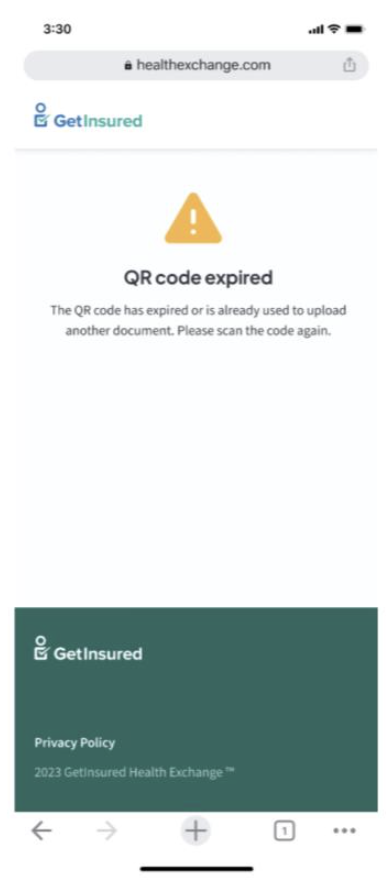 3:30
healthexchange.com
GetInsured
QR code expired
The QR code has expired or is already used to upload
another document. Please scan the code again.
GetInsured
Privacy Policy
2023 GetInsured Health Exchange ™
1